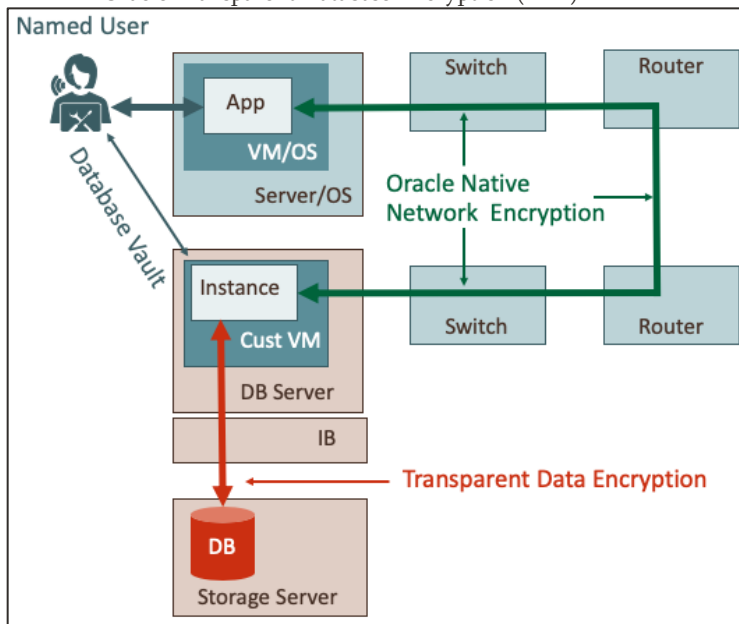 Named User
Switch
Router
App
VM/OS
Server/OS
Oracle Native
Network Encryption
Database Vault
Instance
Cust VM
DB Server
Switch
Router
IB
Transparent Data Encryption
DB
Storage Server